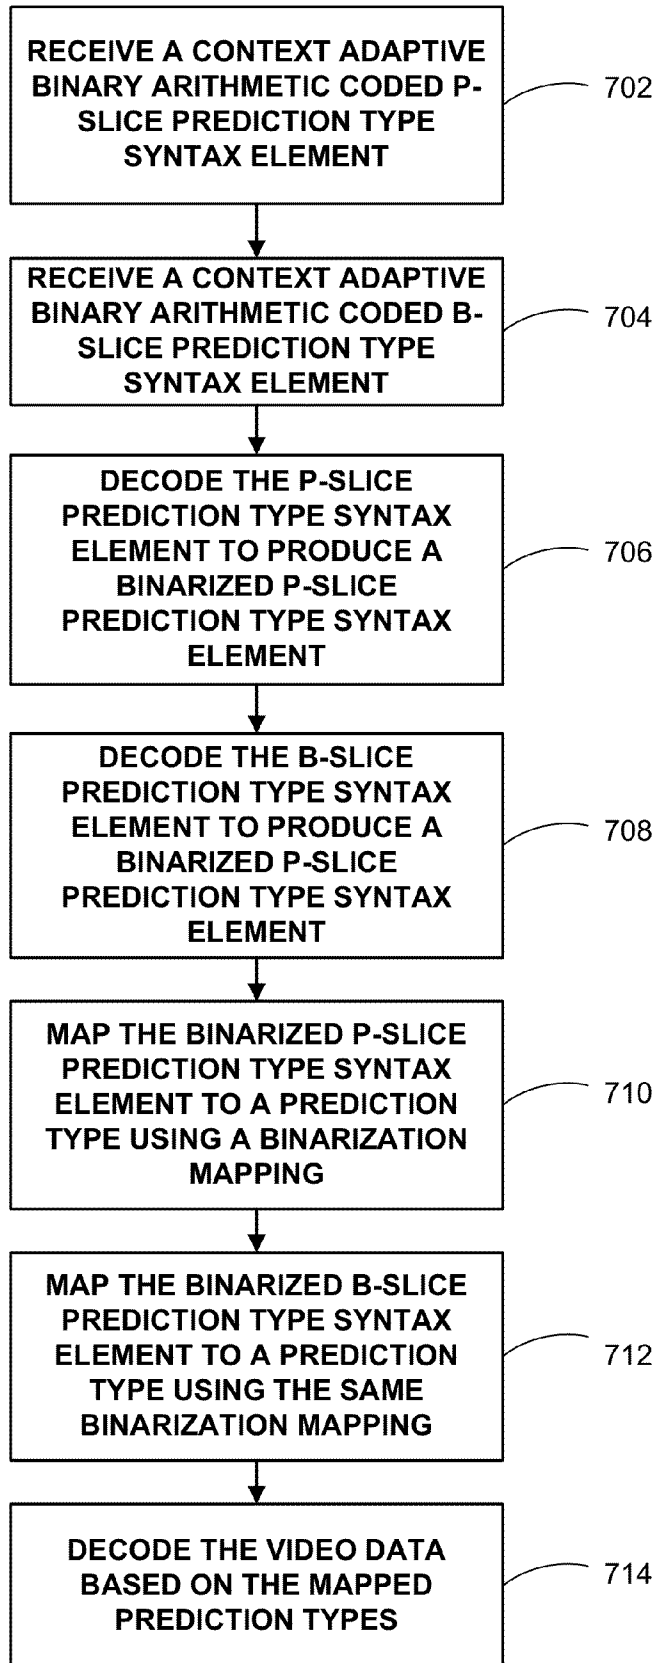 RECEIVE A CONTEXT ADAPTIVE
BINARY ARITHMETIC CODED P-
SLICE PREDICTION TYPE
SYNTAX ELEMENT
702
RECEIVE A CONTEXT ADAPTIVE
BINARY ARITHMETIC CODED B-
SLICE PREDICTION TYPE
SYNTAX ELEMENT
704
DECODE THE P-SLICE
PREDICTION TYPE SYNTAX
ELEMENT TO PRODUCE A
BINARIZED P-SLICE
PREDICTION TYPE SYNTAX
ELEMENT
706
DECODE THE B-SLICE
PREDICTION TYPE SYNTAX
ELEMENT TO PRODUCE A
BINARIZED P-SLICE
PREDICTION TYPE SYNTAX
ELEMENT
708
MAP THE BINARIZED P-SLICE
PREDICTION TYPE SYNTAX
ELEMENT TO A PREDICTION
TYPE USING A BINARIZATION
MAPPING
710
MAP THE BINARIZED B-SLICE
PREDICTION TYPE SYNTAX
ELEMENT TO A PREDICTION
TYPE USING THE SAME
BINARIZATION MAPPING
712
DECODE THE VIDEO DATA
BASED ON THE MAPPED
PREDICTION TYPES
714